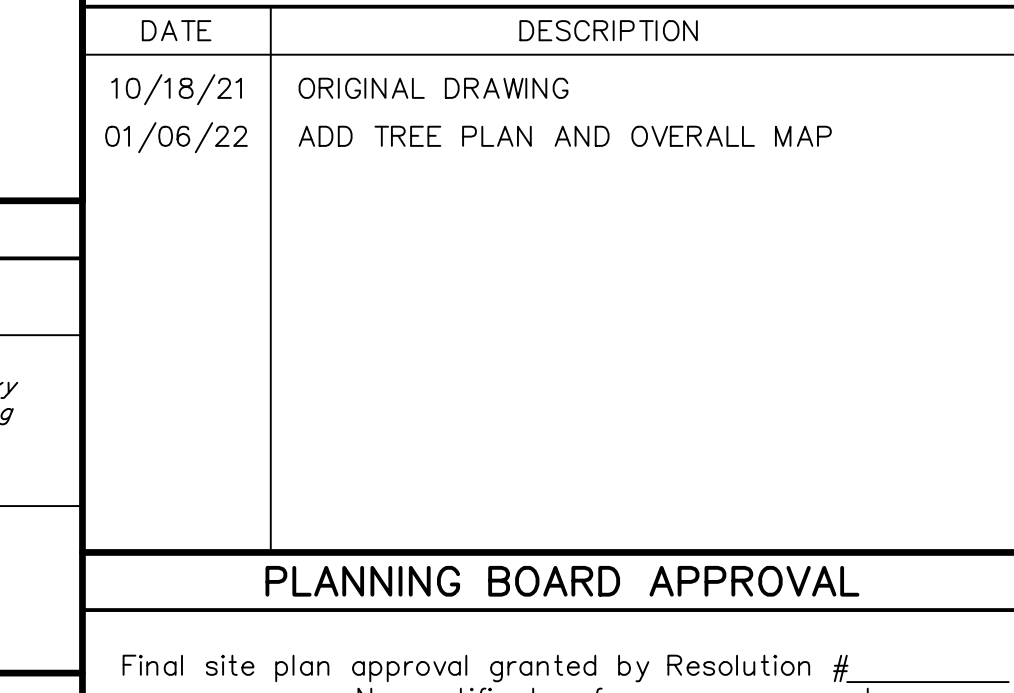 DATE DESCRIPTION
10/18/21 ORIGINAL DRAWING
01/06/22 ADD TREE PLAN AND OVERALL MAP
PLANNING BOARD APPROVAL
Final site plan approval granted by Resolution #